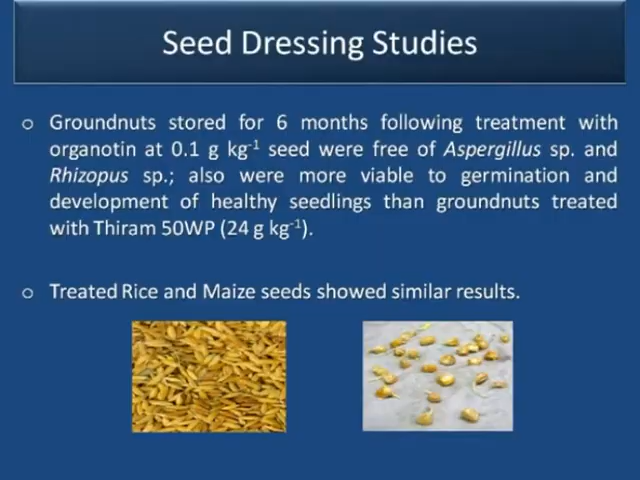 Seed Dressing Studies
o Groundnuts stored for 6 months following treatment with
organotin at 0.1 g kg⁻¹ seed were free of Aspergillus sp. and
Rhizopus sp.; also were more viable to germination and
development of healthy seedlings than groundnuts treated
with Thiram 50WP (24 g kg⁻¹).
o Treated Rice and Maize seeds showed similar results.